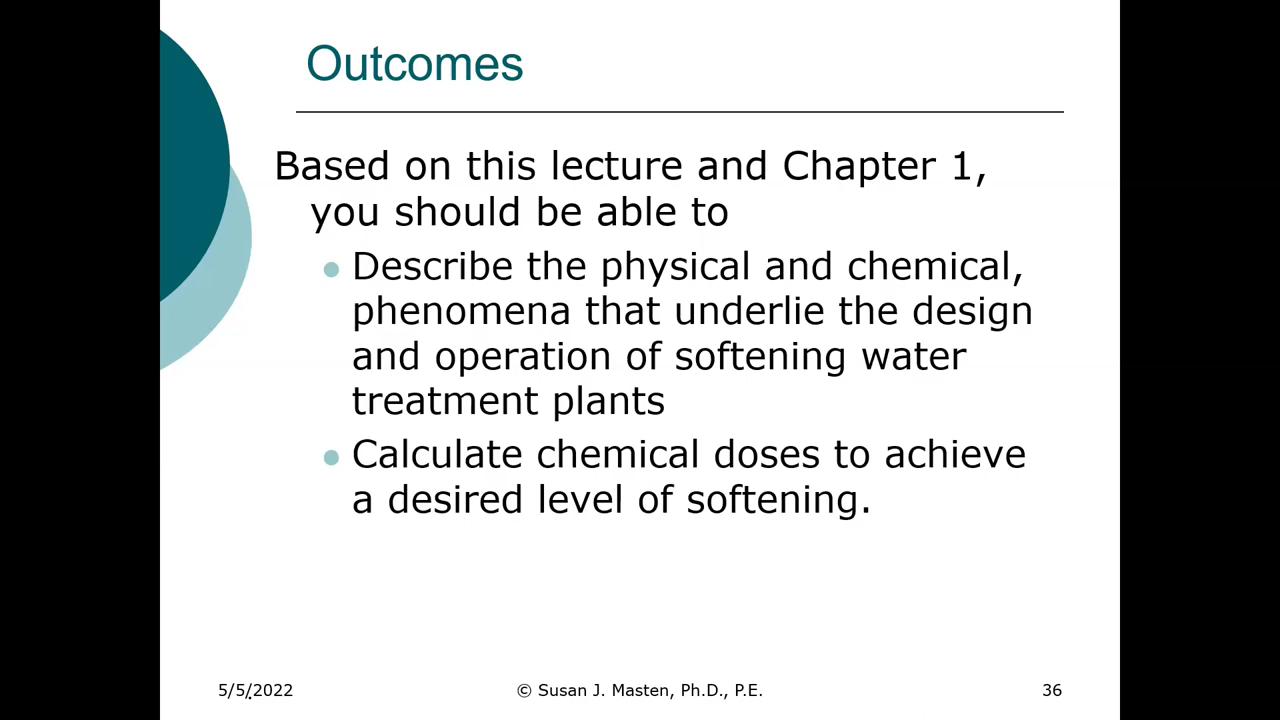 Outcomes
Based on this lecture and Chapter 1,
you should be able to
Describe the physical and chemical,
phenomena that underlie the design
and operation of softening water
treatment plants
Calculate chemical doses to achieve
a desired level of softening.
5/5/2022 © Susan J. Masten, Ph.D., P.E. 36